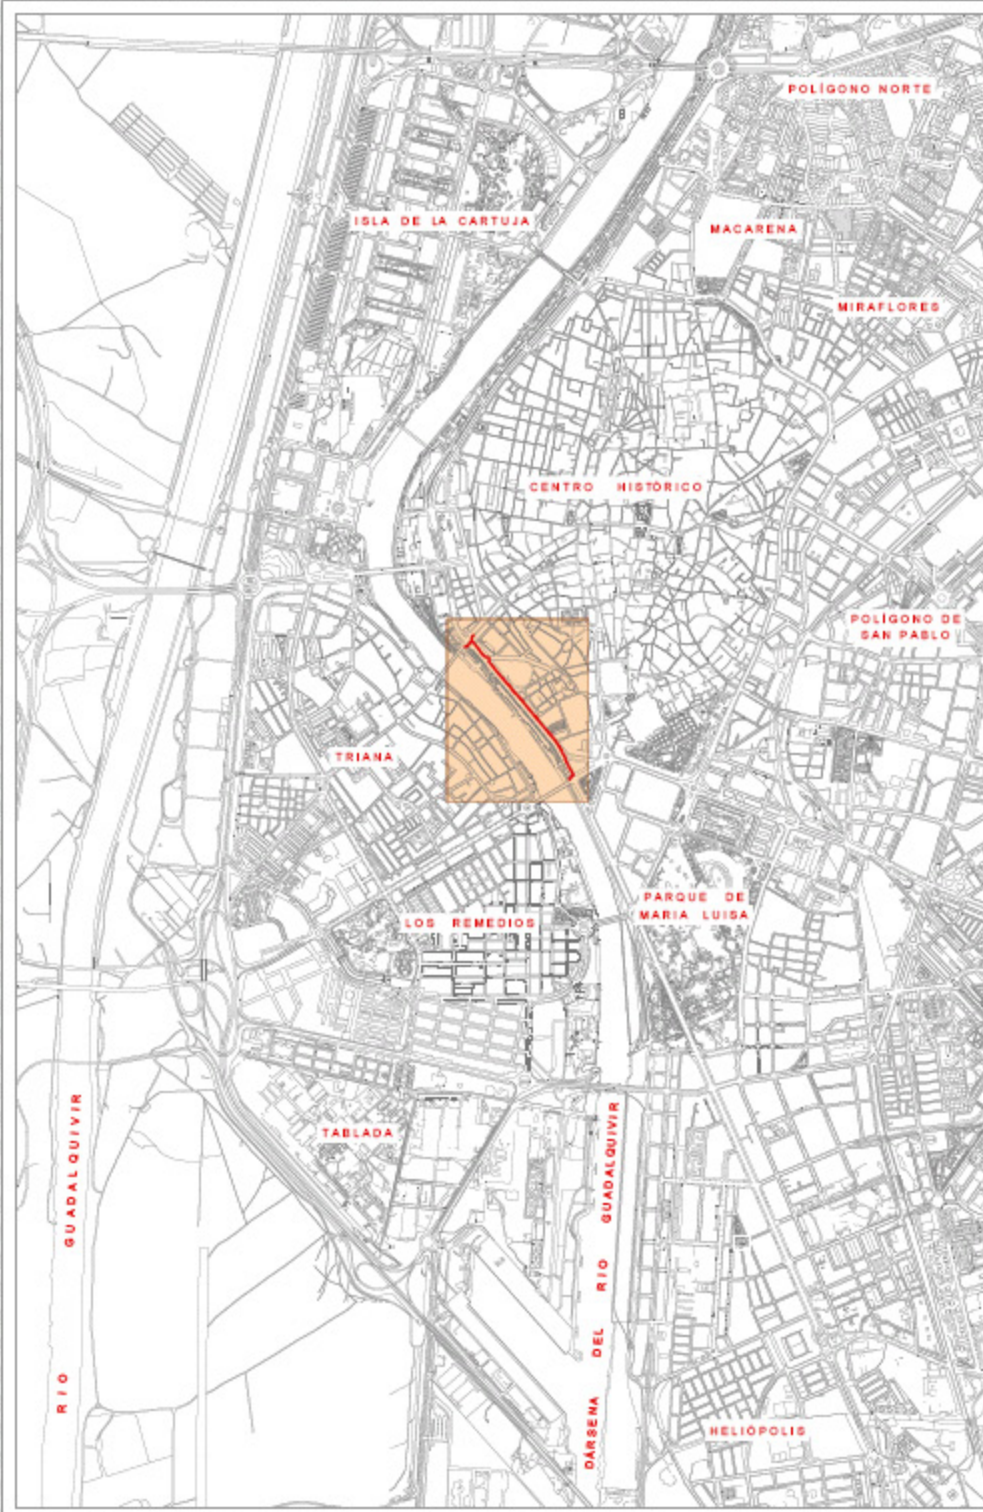 POLÍGONO NORTE
ISLA DE LA CARTUJA
MACARENA
MIRAFLORES
CENTRO HISTÓRICO
POLÍGONO DE
SAN PABLO
TRIANA
PARQUE DE
MARIA LUISA
LOS REMEDIOS
TABLADA
RIO GUADALQUIVIR
DÁRSENA DEL RIO GUADALQUIVIR
HELIÓPOLIS